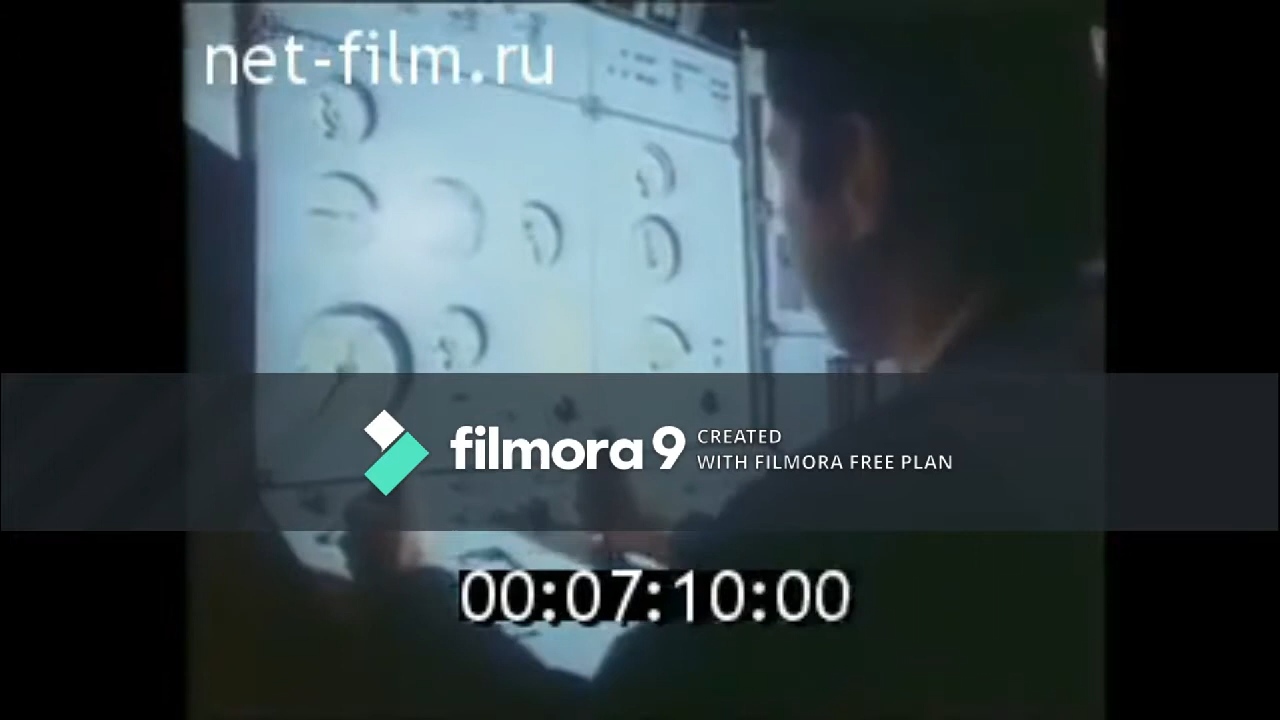 net-film.ru
filmora9
CREATED
WITH FILMORA FREE PLAN
00:07:10:00